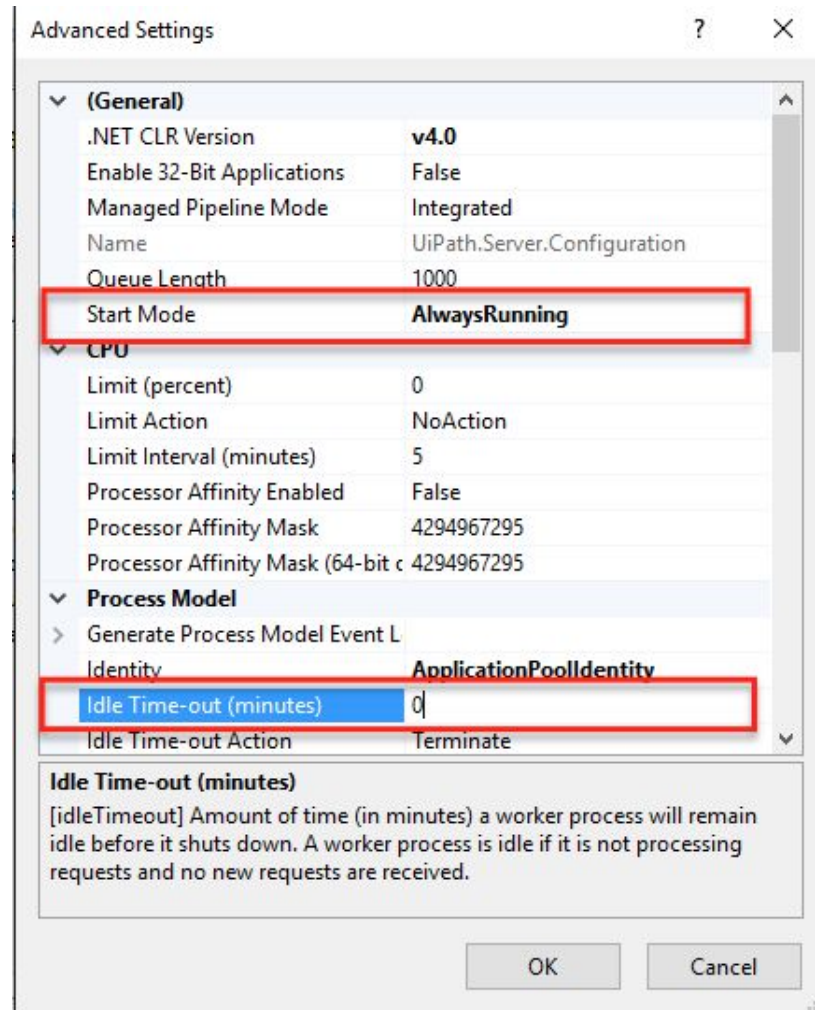 Advanced Settings ?
(General)
.NET CLR Version v4.0
Enable 32-Bit Applications False
Managed Pipeline Mode Integrated
Name UiPath.Server.Configuration
Queue Length 1000
Start Mode AlwaysRunning
CPU
Limit (percent) 0
Limit Action NoAction
Limit Interval (minutes) 5
Processor Affinity Enabled False
Processor Affinity Mask 4294967295
Processor Affinity Mask (64-bit c 4294967295
Process Model
Generate Process Model Event L
Identity ApplicationPoolIdentity
Idle Time-out (minutes) 0
Idle Time-out Action Terminate
Idle Time-out (minutes)
[idleTimeout] Amount of time (in minutes) a worker process will remain
idle before it shuts down. A worker process is idle if it is not processing
requests and no new requests are received.
OK Cancel